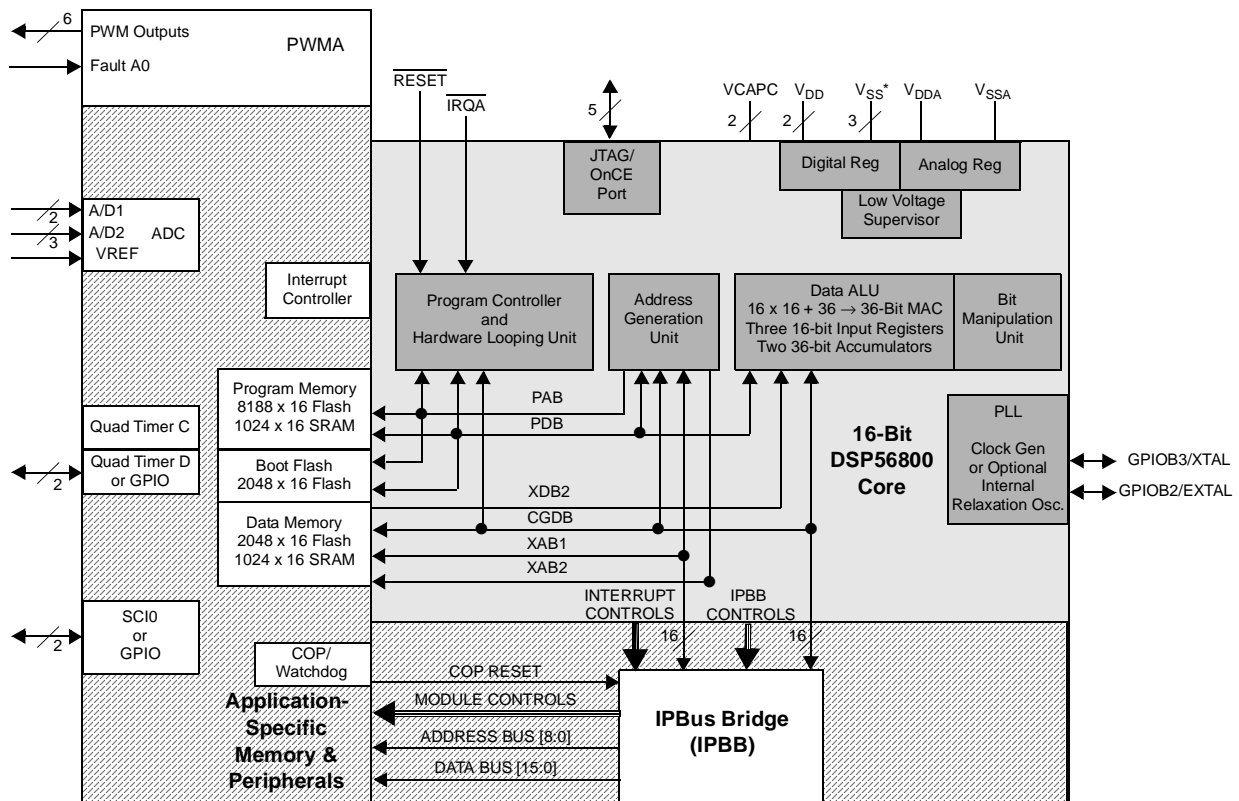 6
PWM Outputs
PWMA
Fault A0
RESET
IRQA
5
VCAPC
VDD
VSS*
VDDA
VSSA
2
2
3
JTAG/
OnCE
Port
Digital Reg
Analog Reg
Low Voltage
Supervisor
A/D1
A/D2
VREF
ADC
2
3
Interrupt
Controller
Program Controller
and
Hardware Looping Unit
Address
Generation
Unit
Data ALU
16 x 16 + 36 → 36-Bit MAC
Three 16-bit Input Registers
Two 36-bit Accumulators
Bit
Manipulation
Unit
Program Memory
8188 x 16 Flash
1024 x 16 SRAM
PAB
PDB
Quad Timer C
Quad Timer D
or GPIO
2
Boot Flash
2048 x 16 Flash
16-Bit
DSP56800
Core
PLL
Clock Gen
or Optional
Internal
Relaxation Osc.
GPIOB3/XTAL
GPIOB2/EXTAL
Data Memory
2048 x 16 Flash
1024 x 16 SRAM
XDB2
CGDB
XAB1
XAB2
INTERRUPT
CONTROLS
IPBB
CONTROLS
16
16
SCI0
or
GPIO
2
COP/
Watchdog
COP RESET
MODULE CONTROLS
ADDRESS BUS [8:0]
DATA BUS [15:0]
Application-
Specific
Memory &
Peripherals
IPBus Bridge
(IPBB)